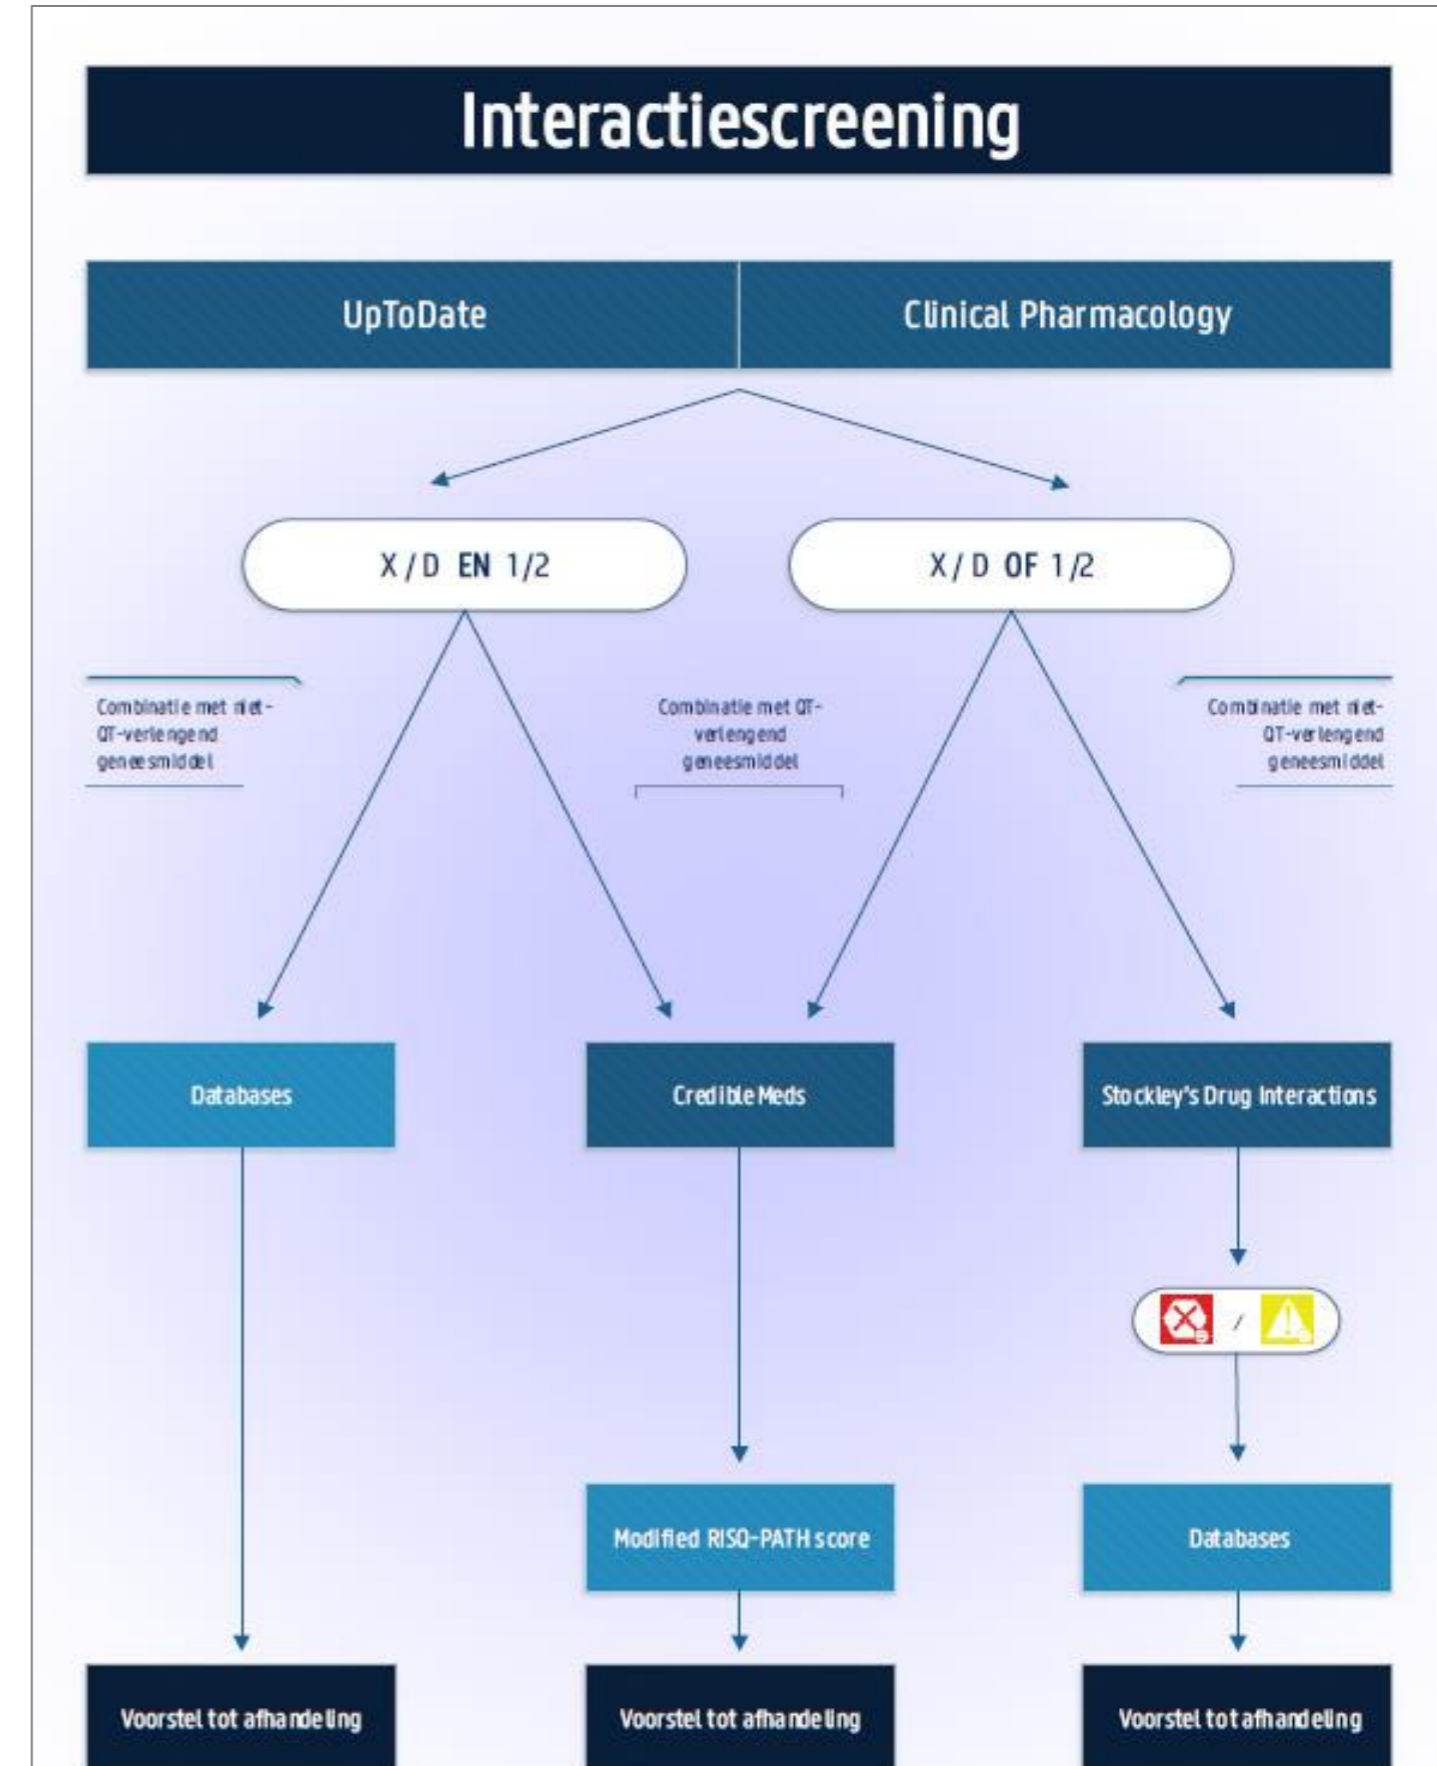 Interactiescreening
UpToDate
Clinical Pharmacology
X / D EN 1/2
X / D OF 1/2
Combinatie met niet-
QT-verlengend
geneesmiddel
Combinatie met QT-
verlengend
geneesmiddel
Combinatie met niet-
QT-verlengend
geneesmiddel
Databases
CredibleMeds
Stockley's Drug Interactions
/
Modified RISQ-PATH score
Databases
Voorstel tot afhandeling
Voorstel tot afhandeling
Voorstel tot afhandeling